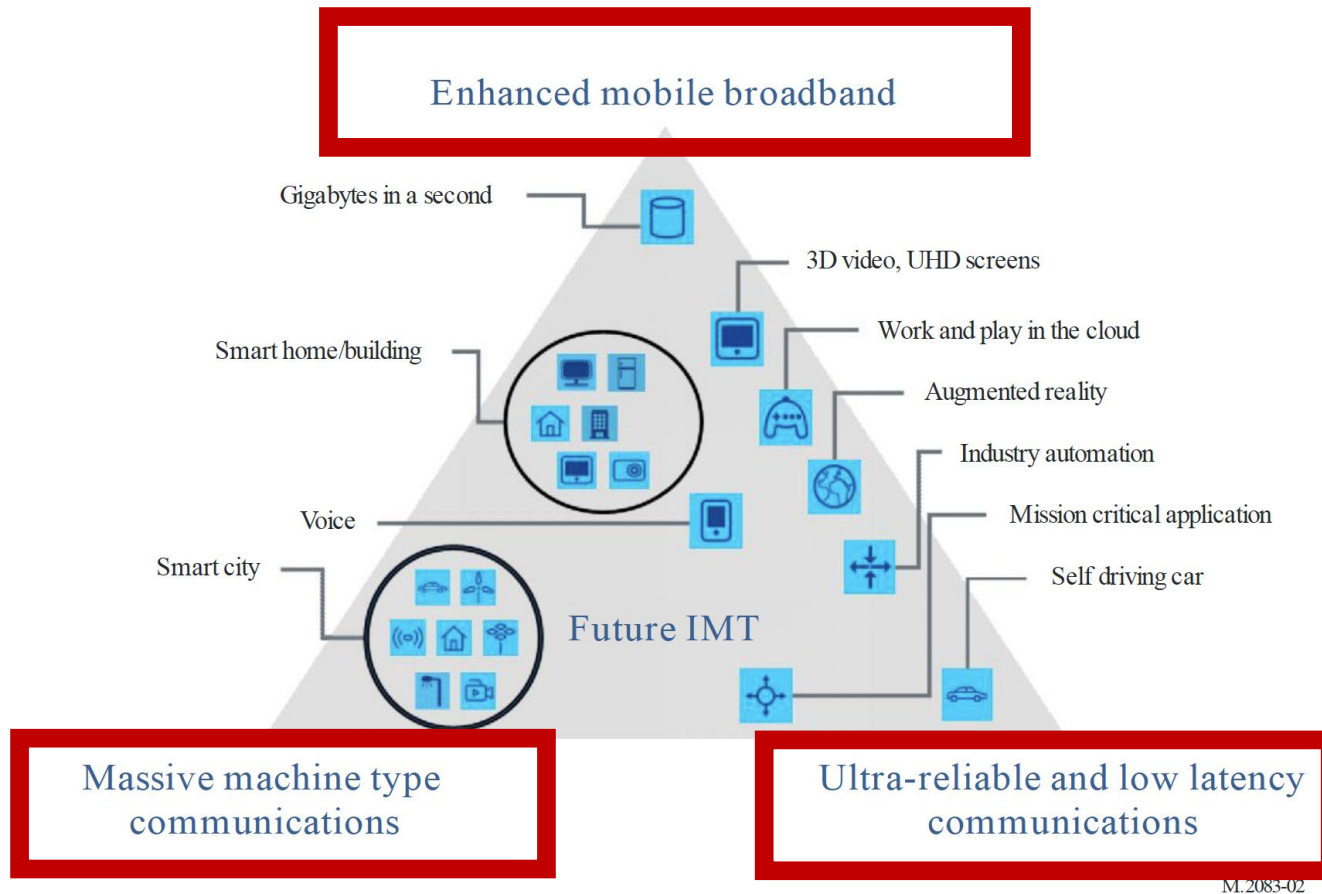 Enhanced mobile broadband
Gigabytes in a second
3D video, UHD screens
Work and play in the cloud
Smart home/building
Augmented reality
Industry automation
Voice
Mission critical application
Smart city
Self driving car
Future IMT
Massive machine type
communications
Ultra-reliable and low latency
communications
M.2083-02